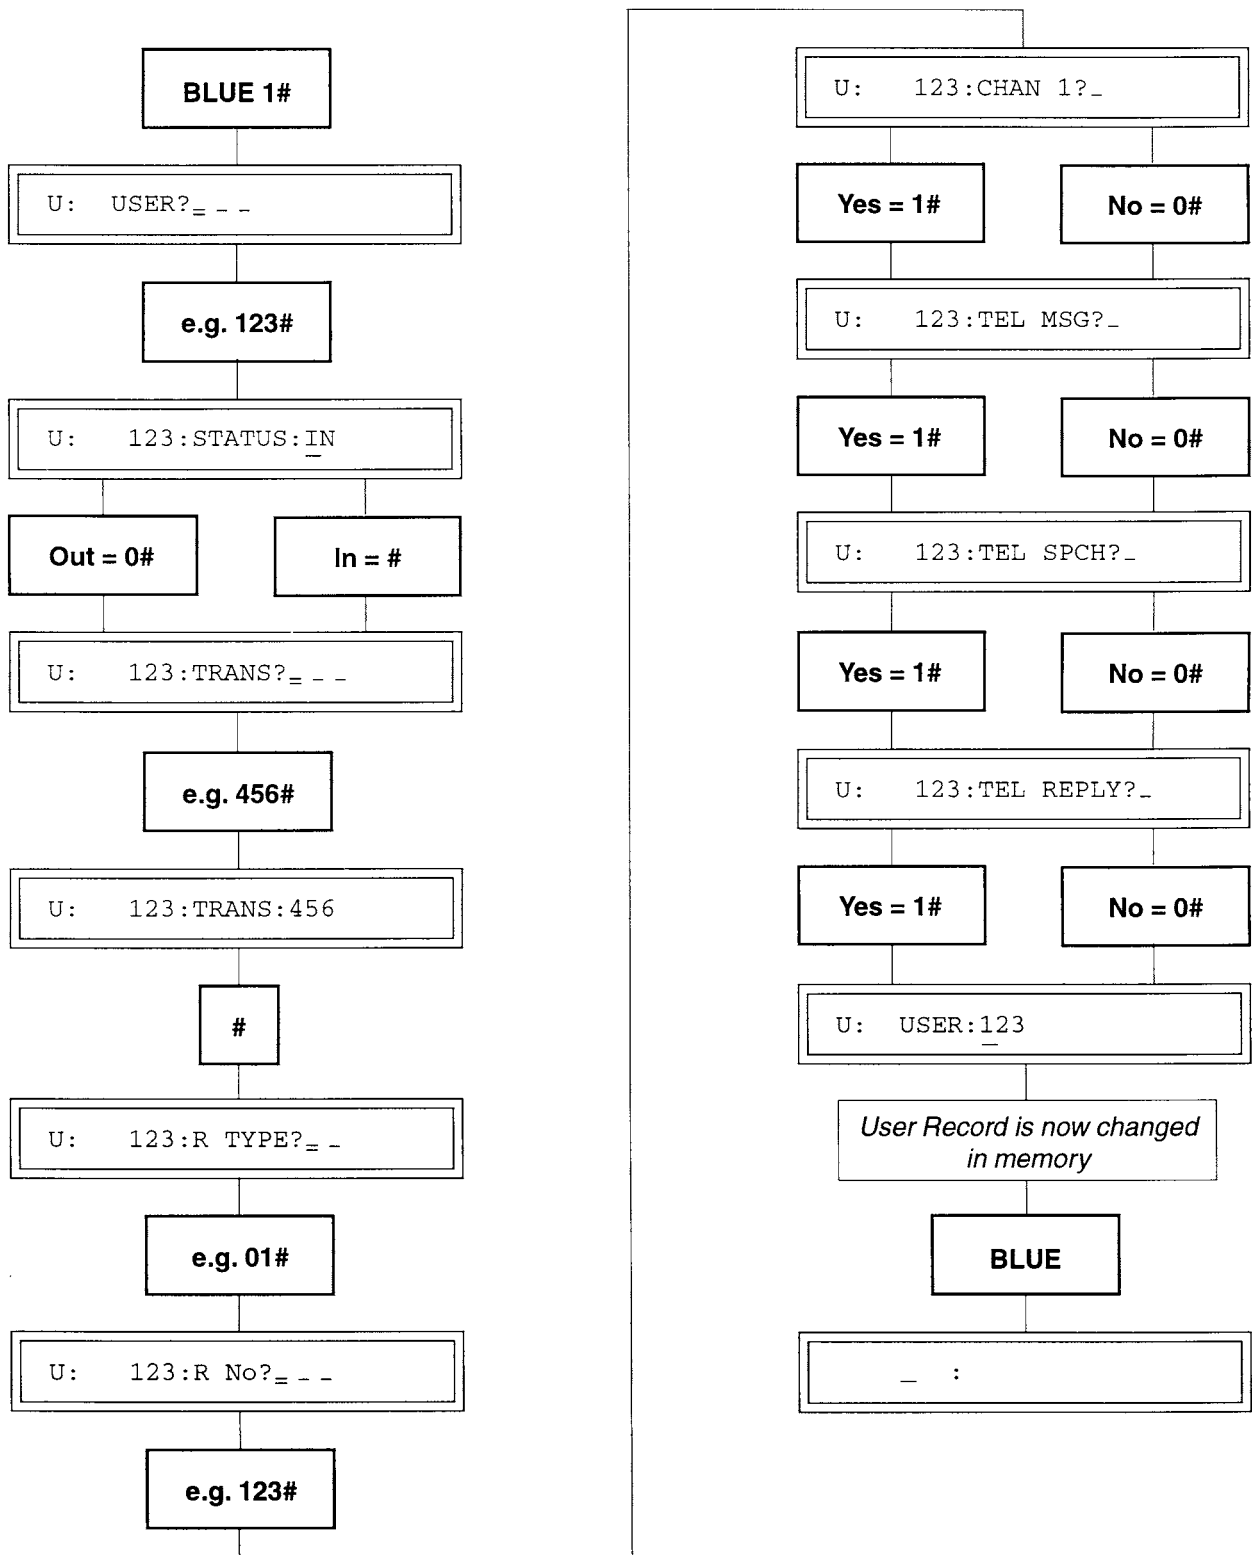 BLUE 1#
U: USER?_ _ _
e.g. 123#
U: 123:STATUS:IN
Out = 0# In = #
U: 123:TRANS?_ _ _
e.g. 456#
U: 123:TRANS:456
#
U: 123:R TYPE?_ _
e.g. 01#
U: 123:R No?_ _ _
e.g. 123#
U: 123:CHAN 1?_
Yes = 1# No = 0#
U: 123:TEL MSG?_
Yes = 1# No = 0#
U: 123:TEL SPCH?_
Yes = 1# No = 0#
U: 123:TEL REPLY?_
Yes = 1# No = 0#
U: USER:123
User Record is now changed
in memory
BLUE
_ :